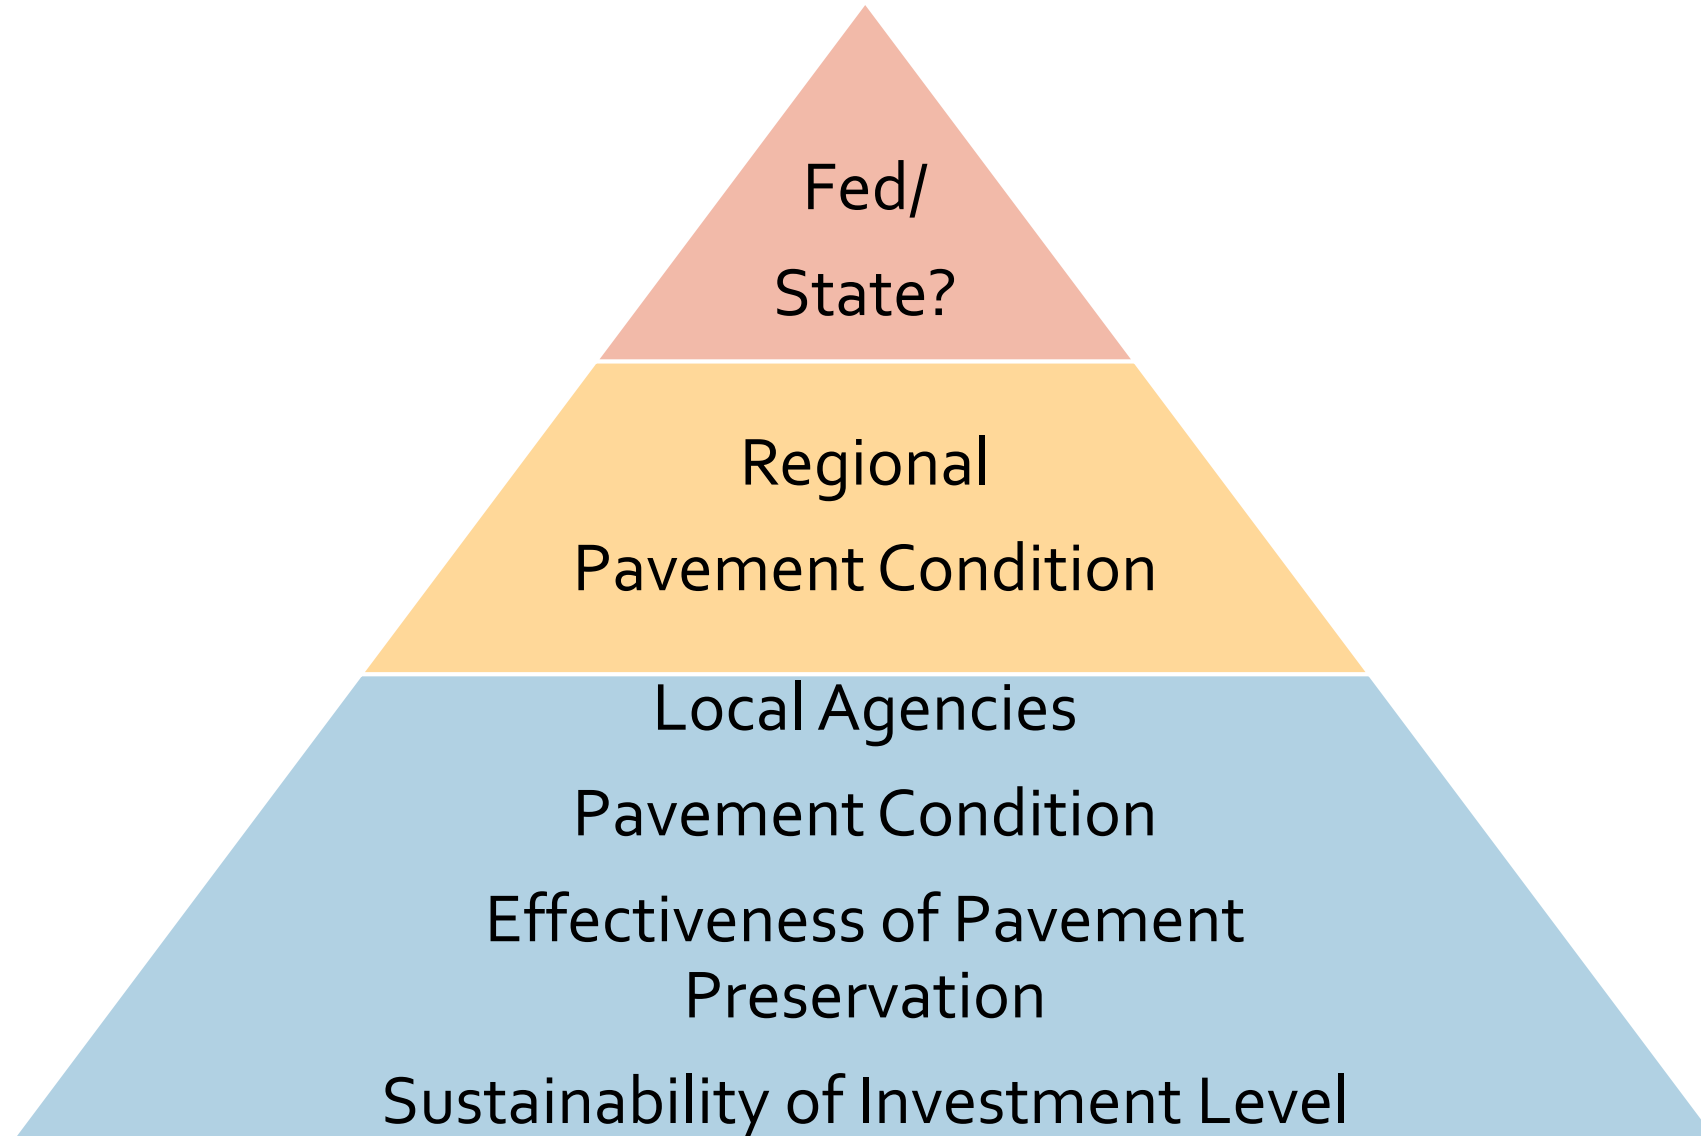 Fed/
State?
Regional
Pavement Condition
Local Agencies
Pavement Condition
Effectiveness of Pavement
Preservation
Sustainability of Investment Level